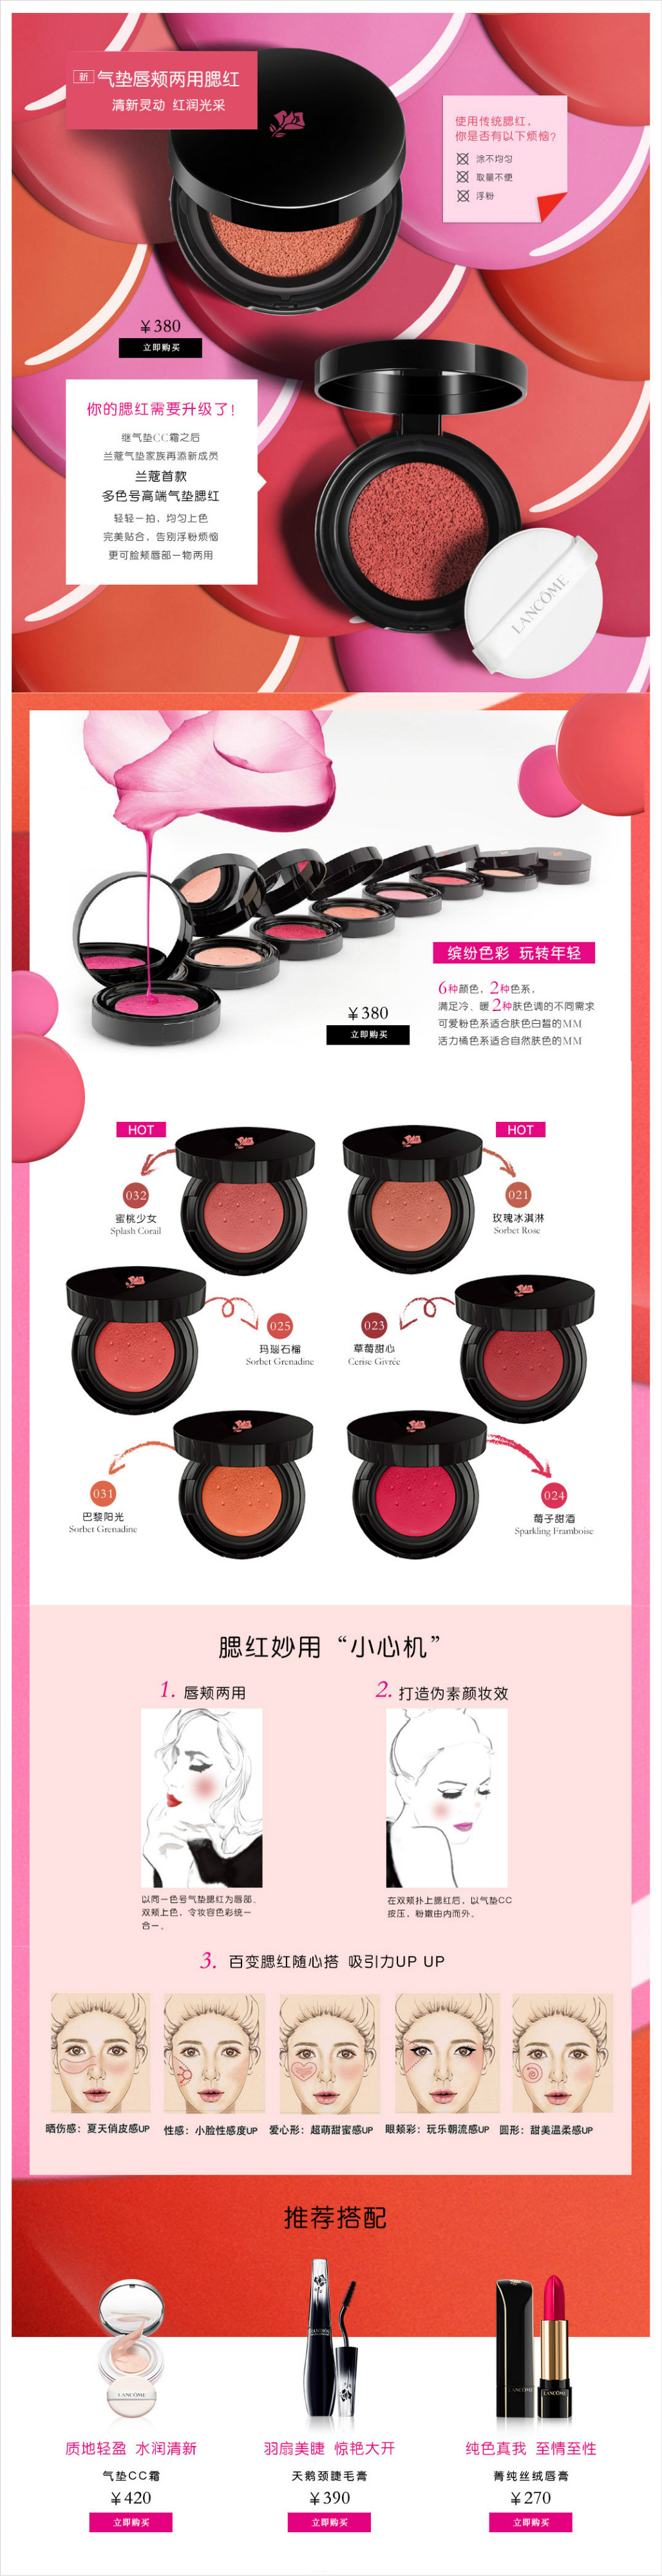 新 气垫唇颊两用腮红
清新灵动 红润光采
使用传统腮红，
你是否有以下烦恼?
涂不均匀
取量不便
浮粉
￥380
立即购买
你的腮红需要升级了!
继气垫CC霜之后
兰蔻气垫家族再添新成员
兰蔻首款
多色号高端气垫腮红
轻轻一拍，均匀上色
完美贴合，告别浮粉烦恼
更可脸颊唇部一物两用
LANCÔME
缤纷色彩 玩转年轻
6种颜色，2种色系，
满足冷、暖2种肤色调的不同需求
可爱粉色系适合肤色白皙的MM
活力橘色系适合自然肤色的MM
￥380
立即购买
HOT
HOT
032
蜜桃少女
Splash Corail
021
玫瑰冰淇淋
Sorbet Rose
025
玛瑙石榴
Sorbet Grenadine
023
草莓甜心
Cerise Givrée
031
巴黎阳光
Sorbet Grenadine
024
莓子甜酒
Sparkling Framboise
腮红妙用“小心机”
1. 唇颊两用
2. 打造伪素颜妆效
以同一色号气垫腮红为唇部、
双颊上色，令妆容色彩统一
合一。
在双颊扑上腮红后，以气垫CC
按压，粉嫩由内而外。
3. 百变腮红随心搭 吸引力UP UP
晒伤感：夏天俏皮感UP
性感：小脸性感度UP
爱心形：超萌甜蜜感UP
眼颊彩：玩乐朝流感UP
圆形：甜美温柔感UP
推荐搭配
LANCÔME
LANCÔME
质地轻盈 水润清新
气垫CC霜
￥420
立即购买
羽扇美睫 惊艳大开
天鹅颈睫毛膏
￥390
立即购买
纯色真我 至情至性
菁纯丝绒唇膏
￥270
立即购买